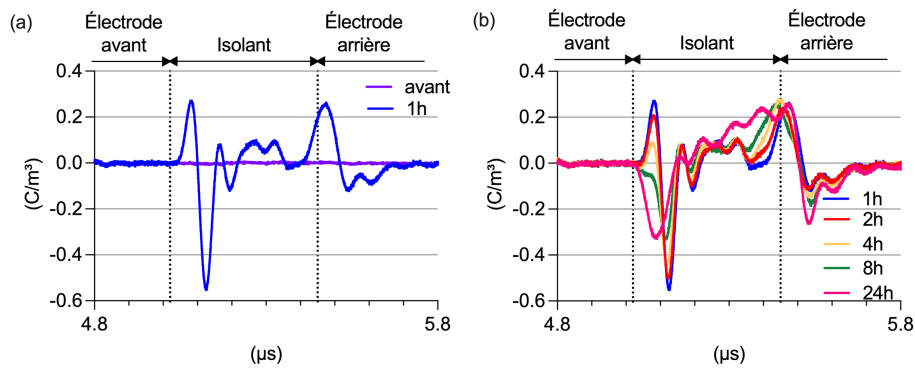 (a)
Électrode
avant
Isolant
Électrode
arrière
0.4
0.2
0.0
-0.2
-0.4
-0.6
(C/m³)
avant
1h
4.8
5.8
(µs)
(b)
Électrode
avant
Isolant
Électrode
arrière
0.4
0.2
0.0
-0.2
-0.4
-0.6
(C/m³)
1h
2h
4h
8h
24h
4.8
5.8
(µs)